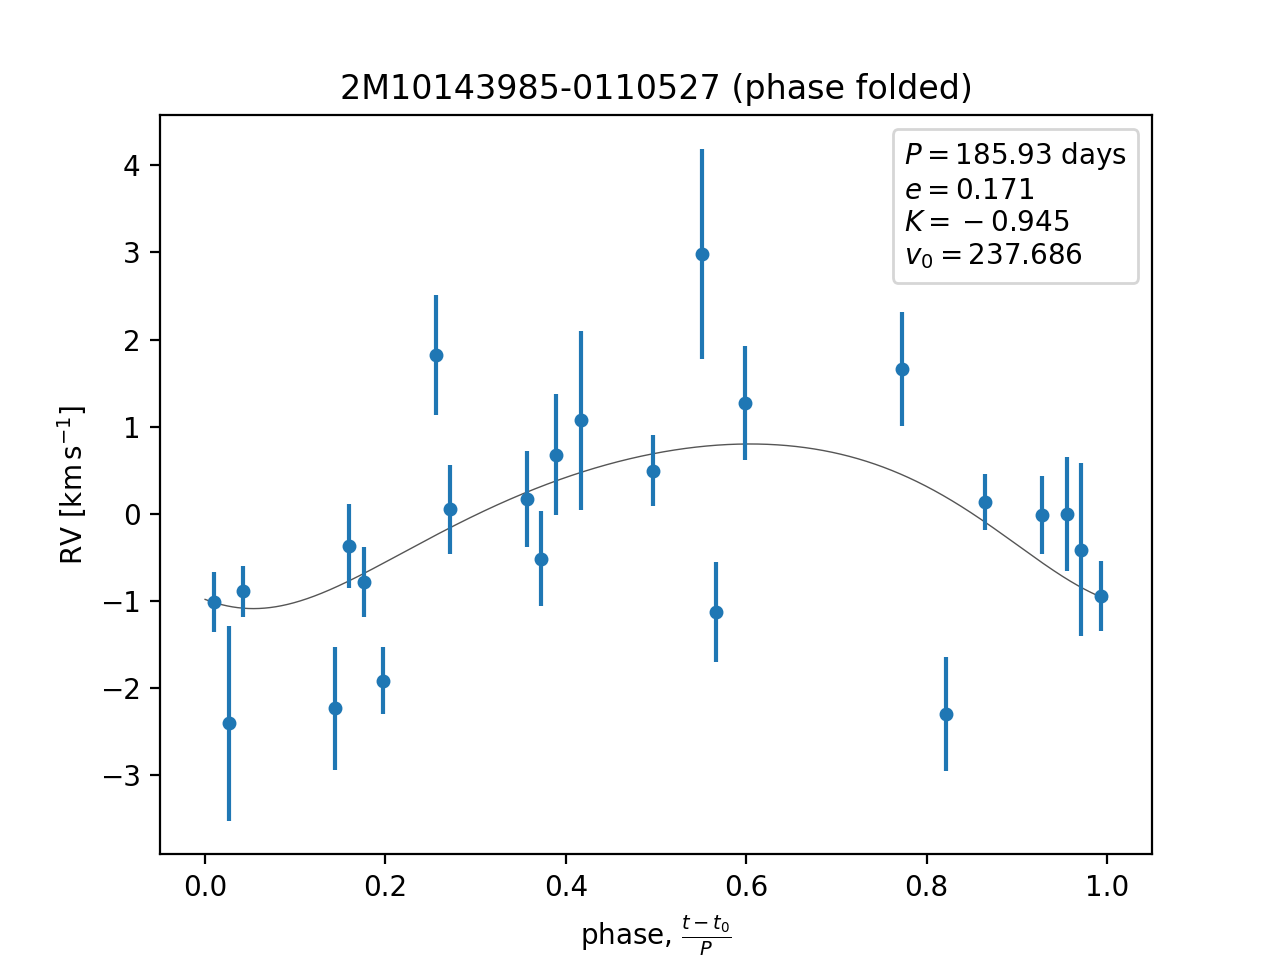 2M10143985-0110527 (phase folded)
P = 185.93 days
e = 0.171
K = −0.945
v₀ = 237.686
4
3
2
1
0
−1
−2
−3
RV [km s⁻¹]
0.0 0.2 0.4 0.6 0.8 1.0
phase, (t − t₀)/P